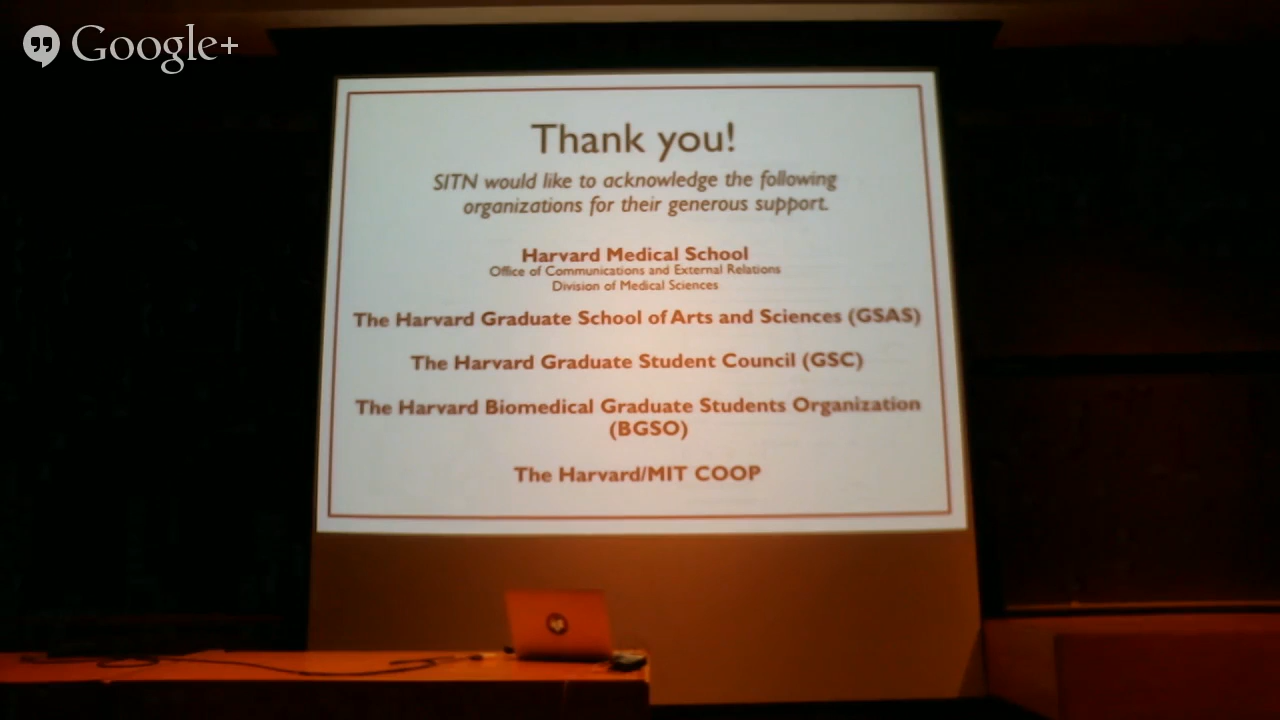 Google+
Thank you!
SITN would like to acknowledge the following
organizations for their generous support.
Harvard Medical School
Office of Communications and External Relations
Division of Medical Sciences
The Harvard Graduate School of Arts and Sciences (GSAS)
The Harvard Graduate Student Council (GSC)
The Harvard Biomedical Graduate Students Organization
(BGSO)
The Harvard/MIT COOP